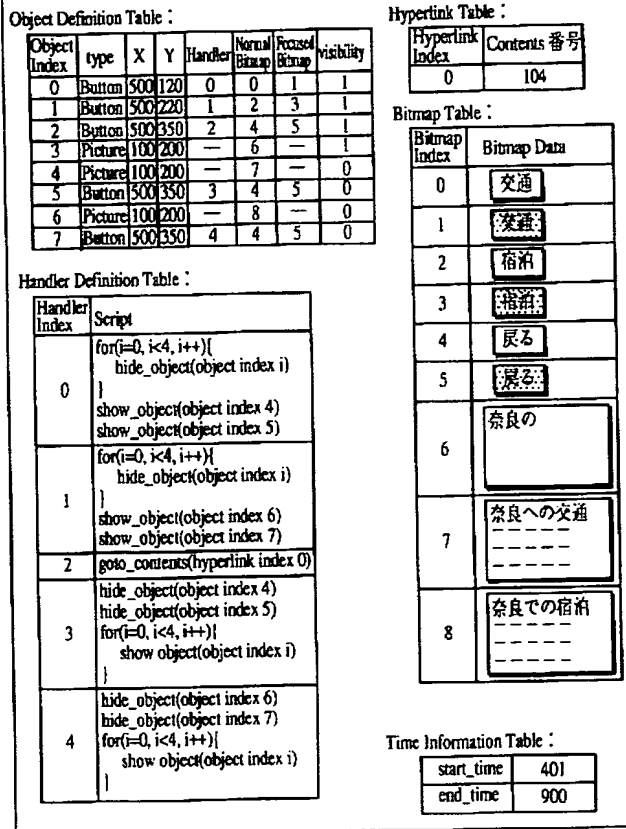 Object Definition Table :
Object Index type X Y Handler Normal Bitmap Focused Bitmap visibility
0 Button 500 120 0 0 1 1
1 Button 500 220 1 2 3 1
2 Button 500 350 2 4 5 1
3 Picture 100 200 — 6 — 1
4 Picture 100 200 — 7 — 0
5 Button 500 350 3 4 5 0
6 Picture 100 200 — 8 — 0
7 Button 500 350 4 4 5 0
Handler Definition Table :
Handler Index Script
0
for(i=0, i<4, i++){
hide_object(object index i)
}
show_object(object index 4)
show_object(object index 5)
1
for(i=0, i<4, i++){
hide_object(object index i)
}
show_object(object index 6)
show_object(object index 7)
2 goto_contents(hyperlink index 0)
3
hide_object(object index 4)
hide_object(object index 5)
for(i=0, i<4, i++){
show object(object index i)
}
4
hide_object(object index 6)
hide_object(object index 7)
for(i=0, i<4, i++){
show object(object index i)
}
Hyperlink Table :
Hyperlink Index Contents 番号
0 104
Bitmap Table :
Bitmap Index Bitmap Data
0 交通
1 交通
2 宿泊
3 宿泊
4 戻る
5 戻る
6 奈良の
7 奈良への交通
8 奈良での宿泊
Time Information Table :
start_time 401
end_time 900